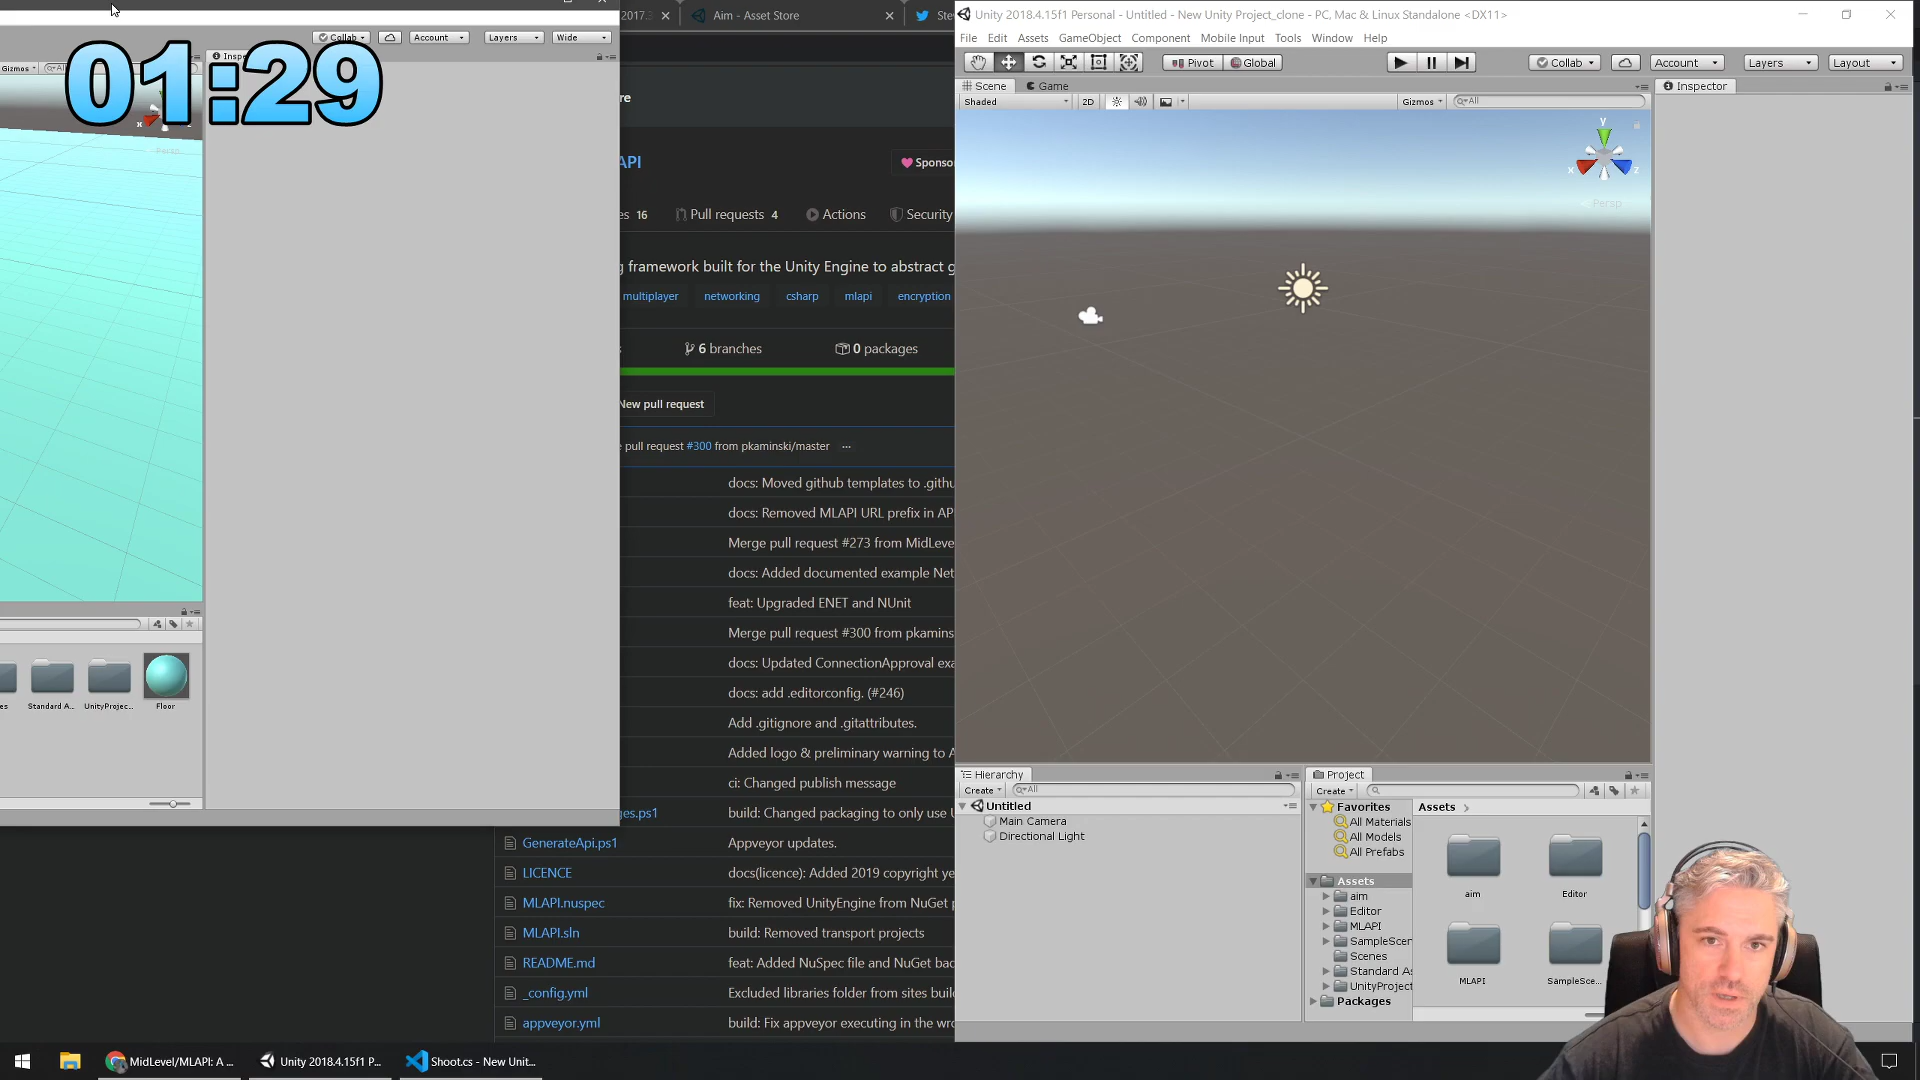 01:29
Collab
Account
Layers
Wide
Gizmos
Persp
Standard A...
UnityProjec...
Floor
2017.
Aim - Asset Store
API
Sponso
16
Pull requests 4
Actions
Security
framework built for the Unity Engine to abstract g
multiplayer
networking
csharp
mlapi
encryption
6 branches
0 packages
New pull request
pull request #300 from pkaminski/master ...
docs: Moved github templates to .githu
docs: Removed MLAPI URL prefix in AP
Merge pull request #273 from MidLeve
docs: Added documented example Net
feat: Upgraded ENET and NUnit
Merge pull request #300 from pkamins
docs: Updated ConnectionApproval exa
docs: add .editorconfig. (#246)
Add .gitignore and .gitattributes.
Added logo & preliminary warning to A
ci: Changed publish message
ges.ps1
build: Changed packaging to only use U
GenerateApi.ps1
Appveyor updates.
LICENCE
docs(licence): Added 2019 copyright ye
MLAPI.nuspec
fix: Removed UnityEngine from NuGet p
MLAPI.sln
build: Removed transport projects
README.md
feat: Added NuSpec file and NuGet bac
_config.yml
Excluded libraries folder from sites buil
appveyor.yml
build: Fix appveyor executing in the wro
Unity 2018.4.15f1 Personal - Untitled - New Unity Project_clone - PC, Mac & Linux Standalone <DX11>
File Edit Assets GameObject Component Mobile Input Tools Window Help
Pivot
Global
Collab
Account
Layers
Layout
Scene
Game
Inspector
Shaded
2D
Gizmos
All
y
x
z
Persp
Hierarchy
Create
All
Untitled
Main Camera
Directional Light
Project
Create
Favorites
All Materials
All Models
All Prefabs
Assets
aim
Editor
MLAPI
SampleScen
Scenes
Standard As
UnityProject
Packages
Assets
aim
Editor
MLAPI
SampleSce...
MidLevel/MLAPI: A ...
Unity 2018.4.15f1 P...
Shoot.cs - New Unit...